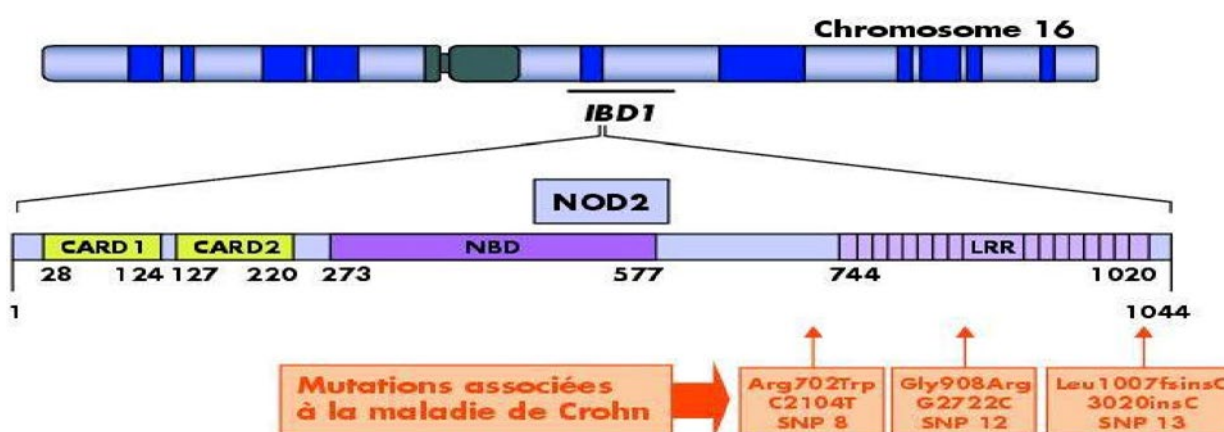 Chromosome 16
IBD1
NOD2
CARD1 CARD2 NBD LRR
28 124 127 220 273 577 744 1020
1 1044
Mutations associées
à la maladie de Crohn
Arg702Trp
C2104T
SNP 8
Gly908Arg
G2722C
SNP 12
Leu1007fsinsC
3020insC
SNP 13